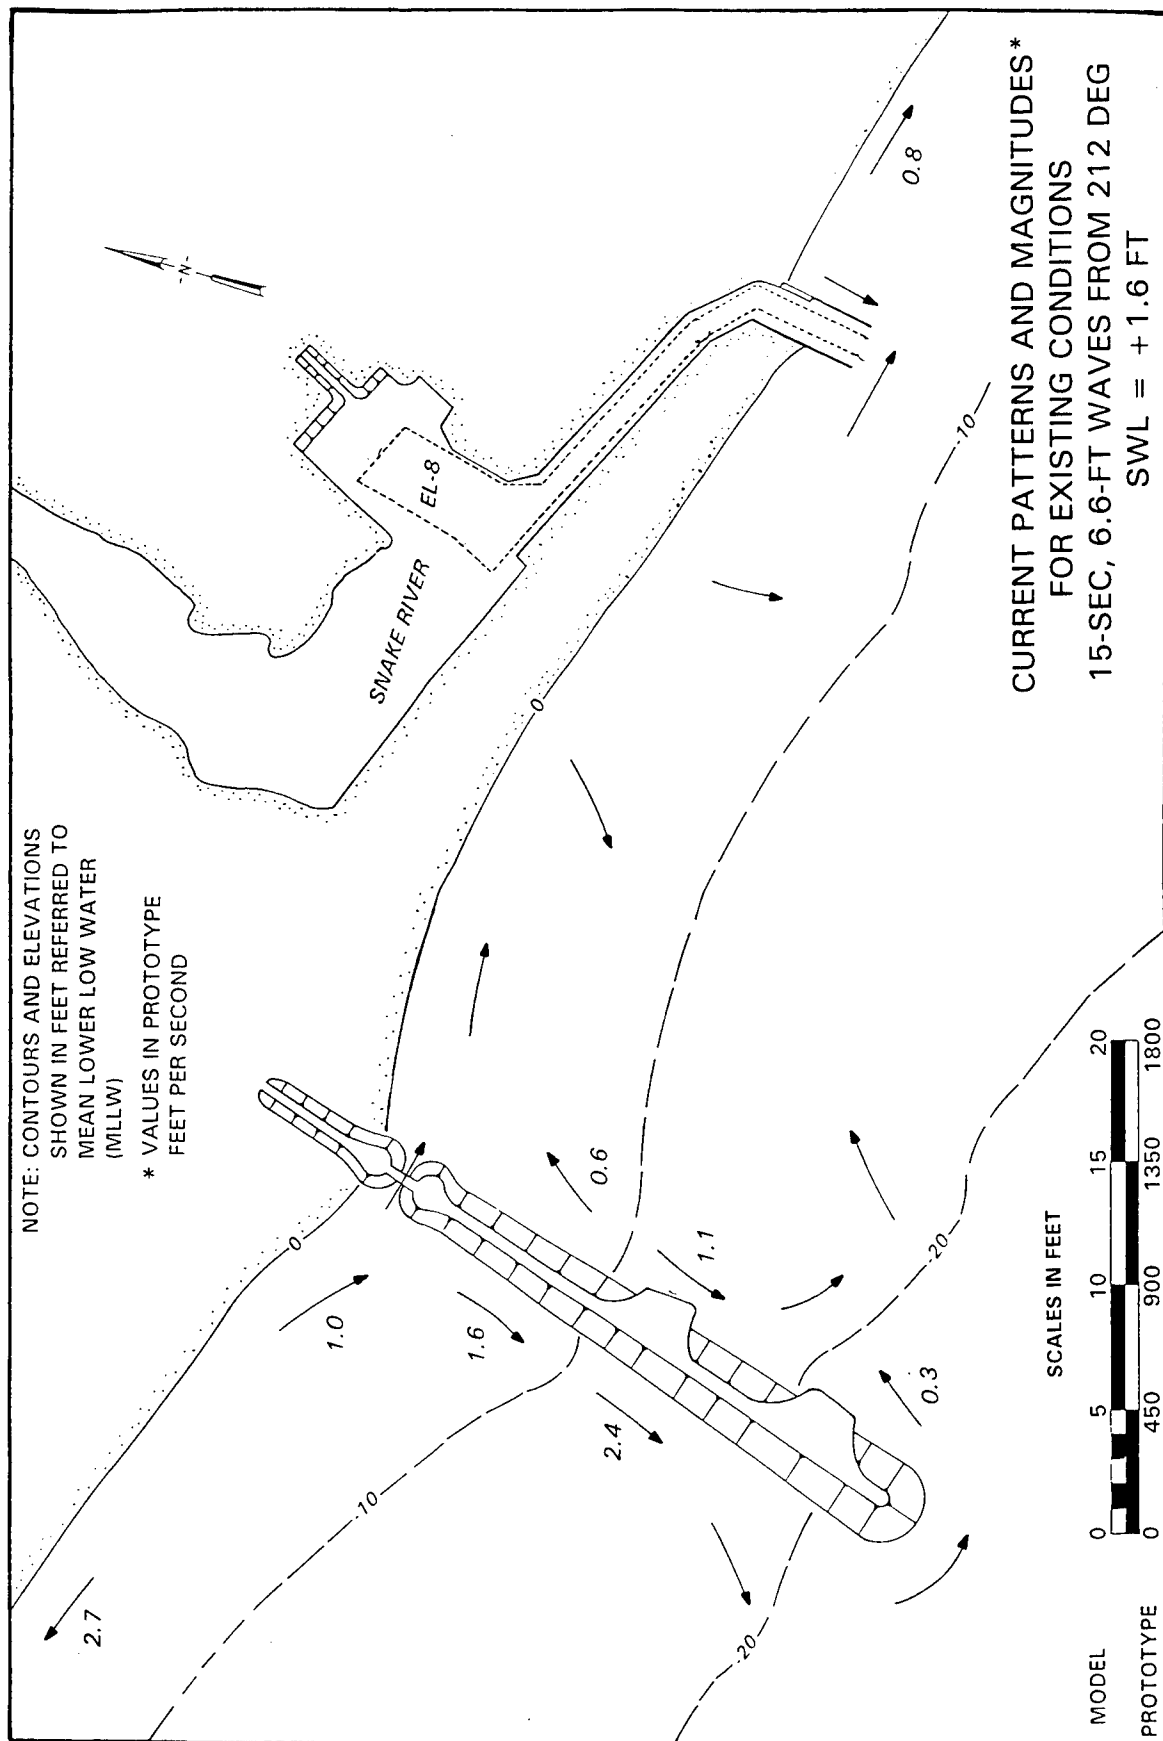 NOTE: CONTOURS AND ELEVATIONS
SHOWN IN FEET REFERRED TO
MEAN LOWER LOW WATER
(MLLW)
* VALUES IN PROTOTYPE
FEET PER SECOND
-N-
SNAKE RIVER
EL-8
0
0
-10
-10
-20
-20
2.7
1.0
1.6
2.4
0.6
1.1
0.3
0.8
SCALES IN FEET
MODEL 0 5 10 15 20
PROTOTYPE 0 450 900 1350 1800
CURRENT PATTERNS AND MAGNITUDES*
FOR EXISTING CONDITIONS
15-SEC, 6.6-FT WAVES FROM 212 DEG
SWL = +1.6 FT